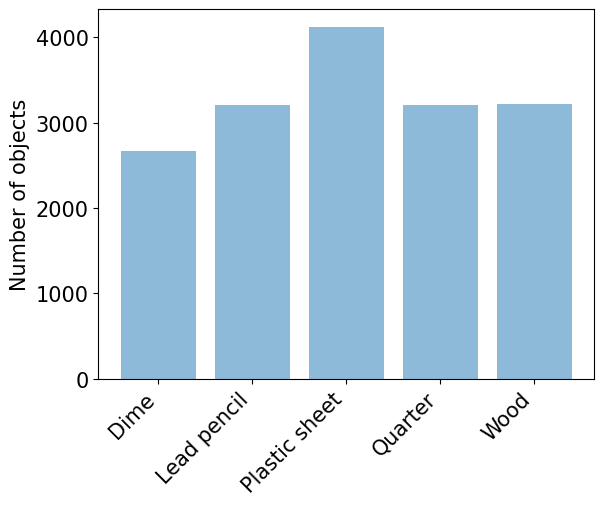 Number of objects
4000
3000
2000
1000
0
Dime
Lead pencil
Plastic sheet
Quarter
Wood